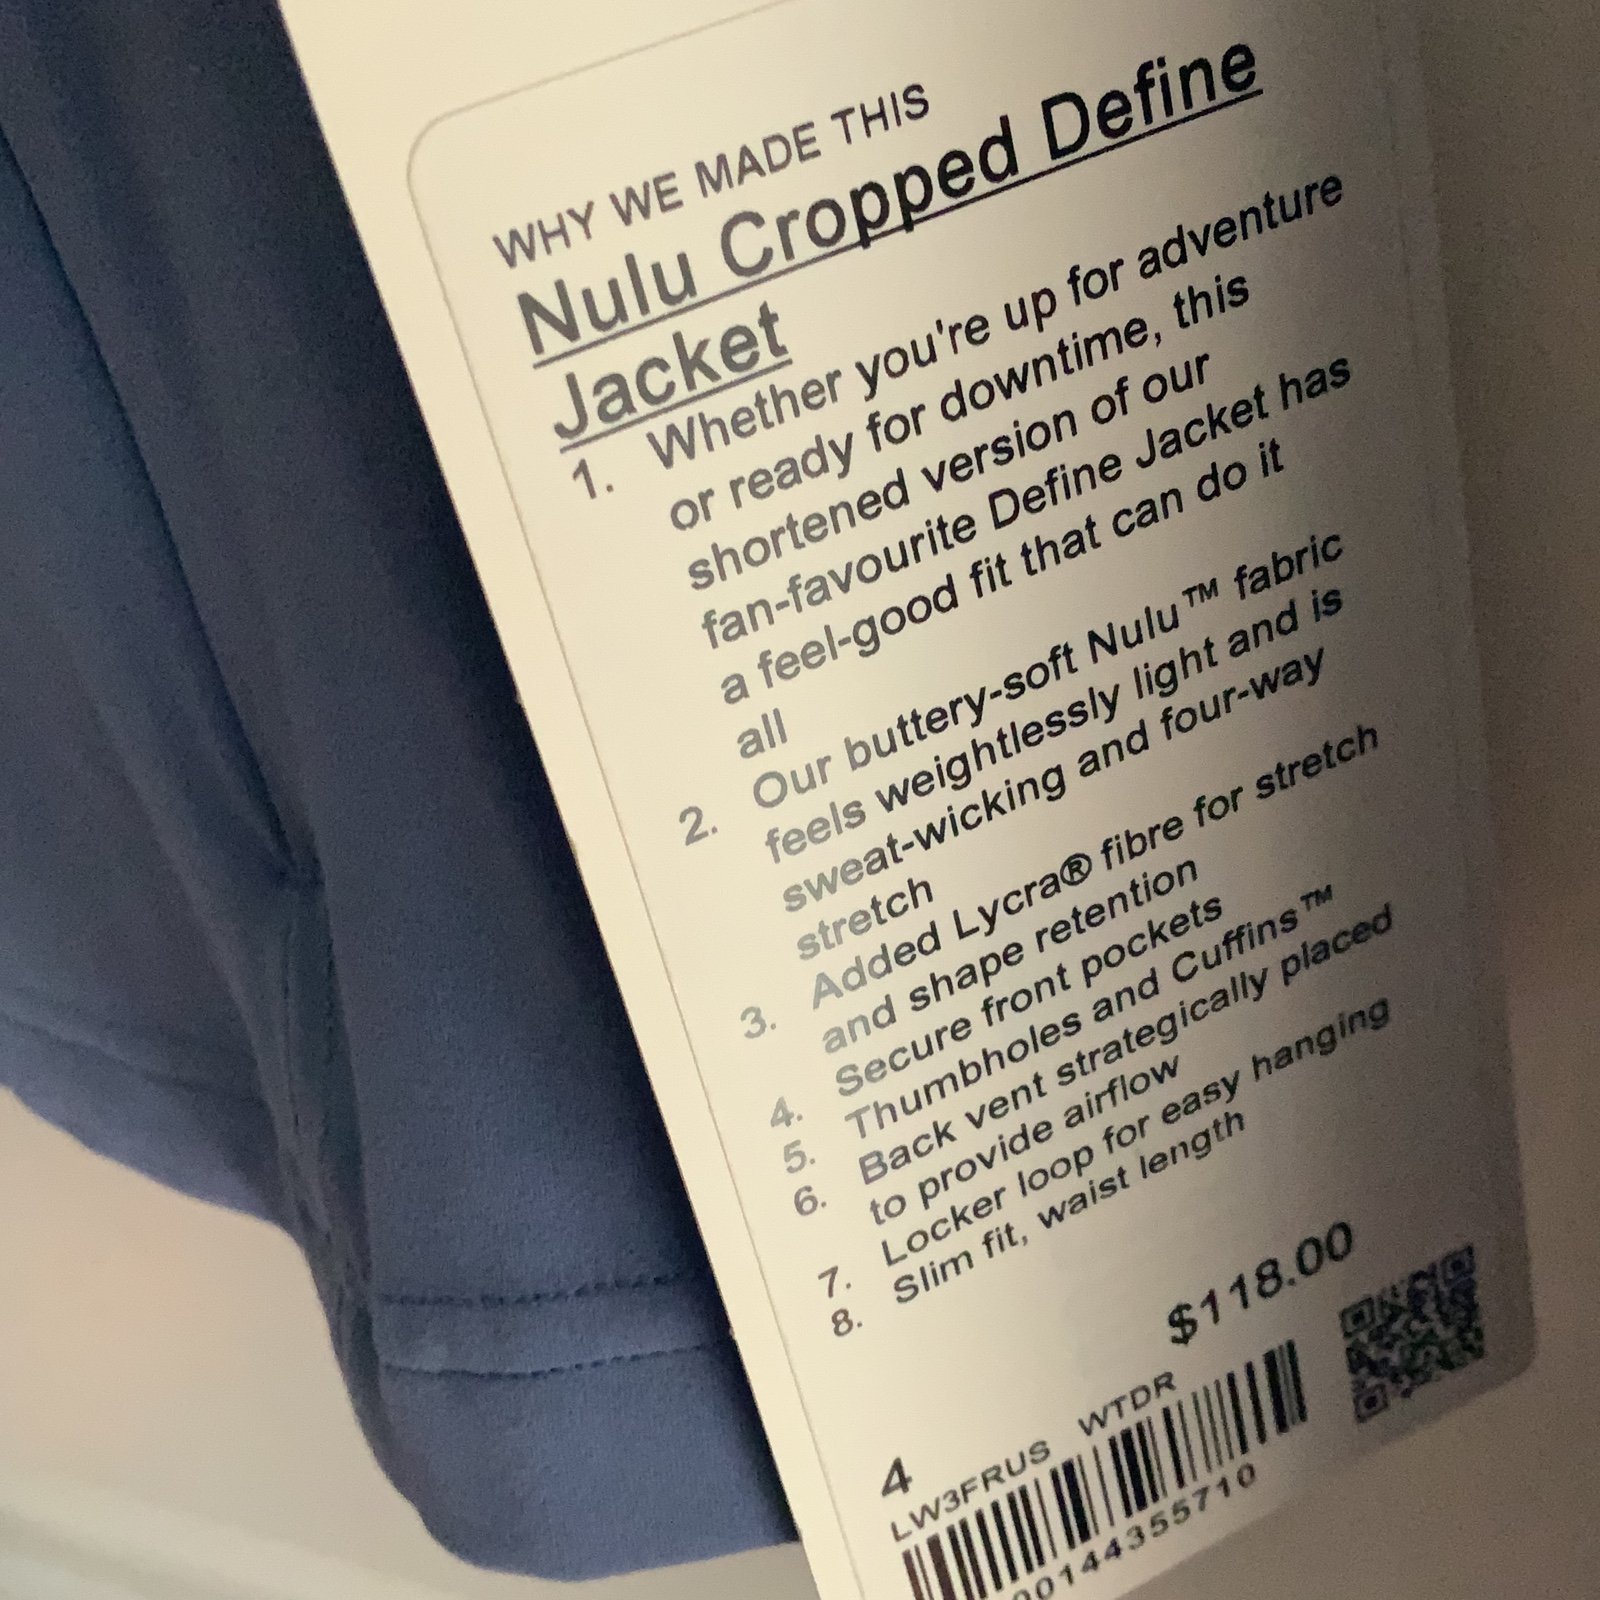 WHY WE MADE THIS
Nulu Cropped Define
Jacket
1. Whether you're up for adventure
or ready for downtime, this
shortened version of our
fan-favourite Define Jacket has
a feel-good fit that can do it
all
2. Our buttery-soft Nulu™ fabric
feels weightlessly light and is
sweat-wicking and four-way
stretch
3. Added Lycra® fibre for stretch
and shape retention
4. Secure front pockets
5. Thumbholes and Cuffins™
6. Back vent strategically placed
to provide airflow
7. Locker loop for easy hanging
8. Slim fit, waist length
$118.00
4
LW3FRUS WTDR